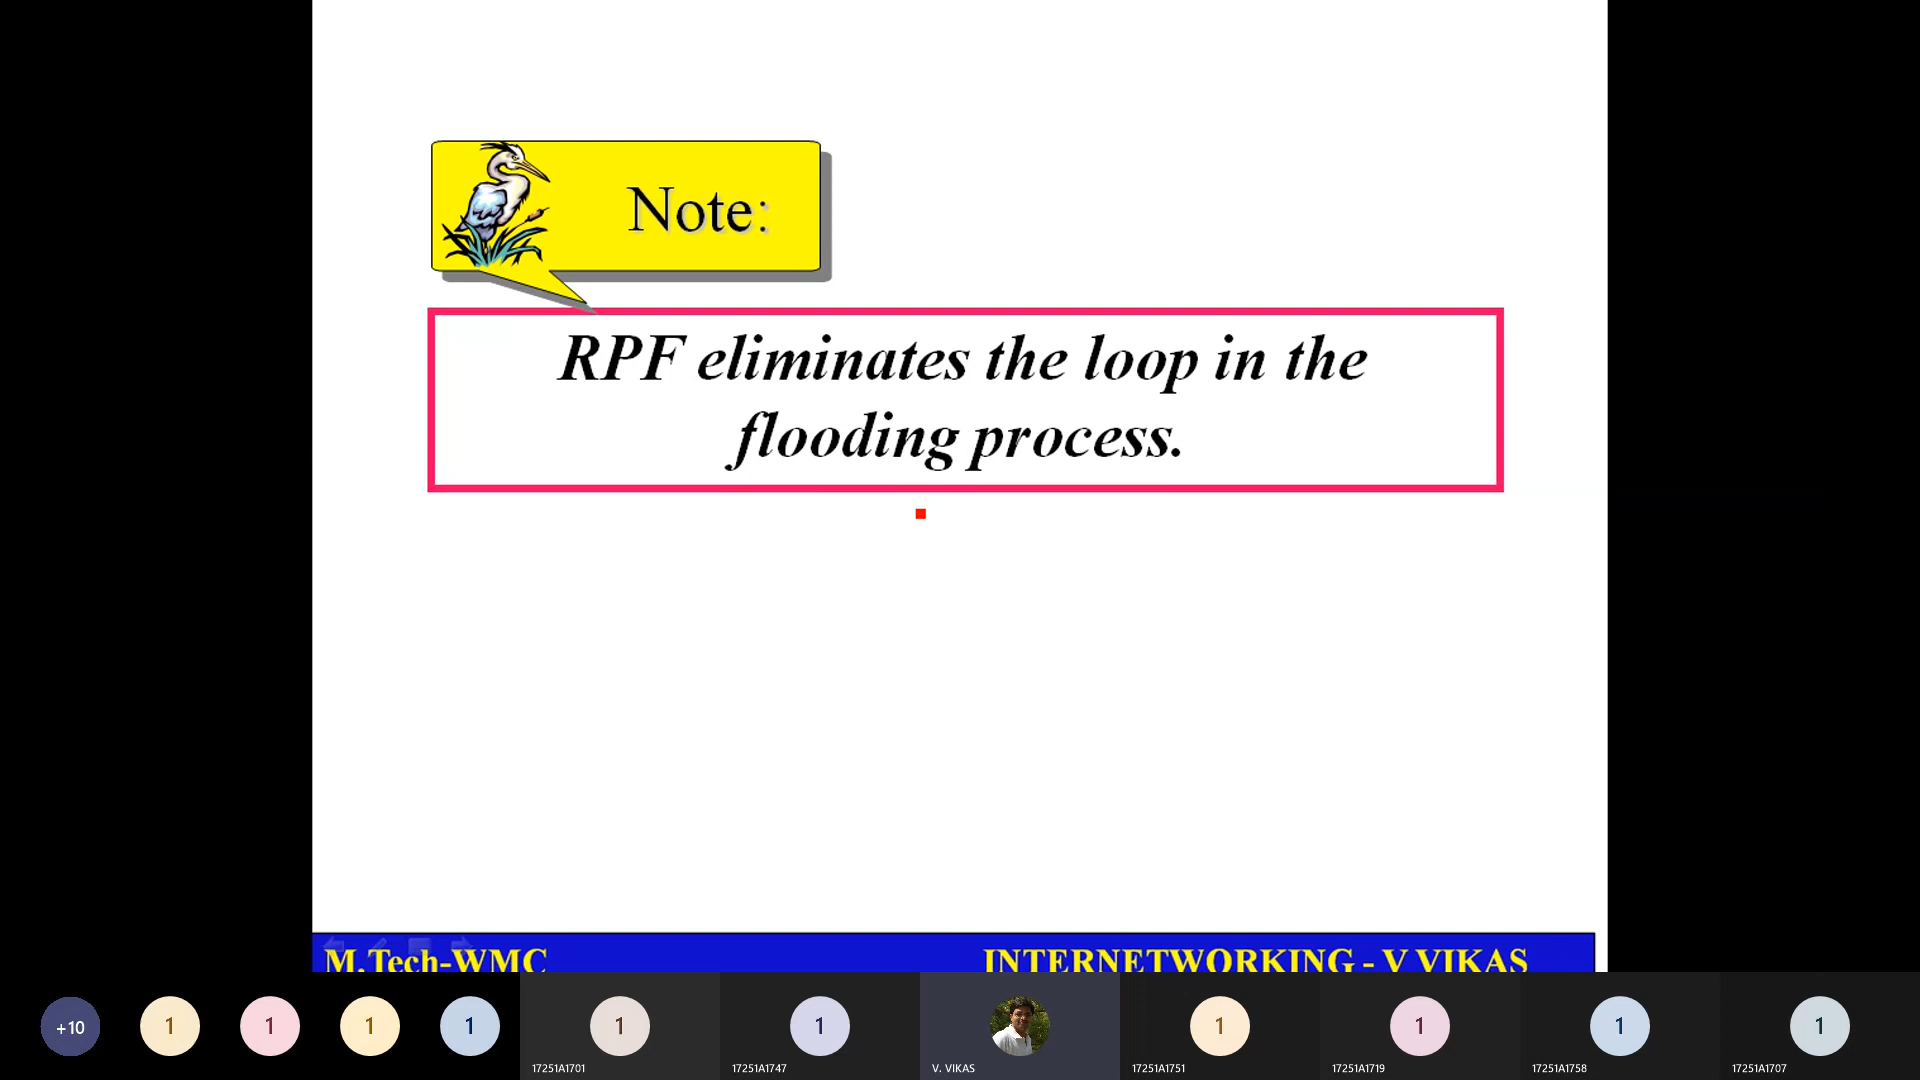 Note:
RPF eliminates the loop in the
flooding process.
M.Tech-WMC
INTERNETWORKING - V VIKAS
+10
1
1
1
1
1
1
1
1
1
1
17251A1701
17251A1747
V. VIKAS
17251A1751
17251A1719
17251A1758
17251A1707